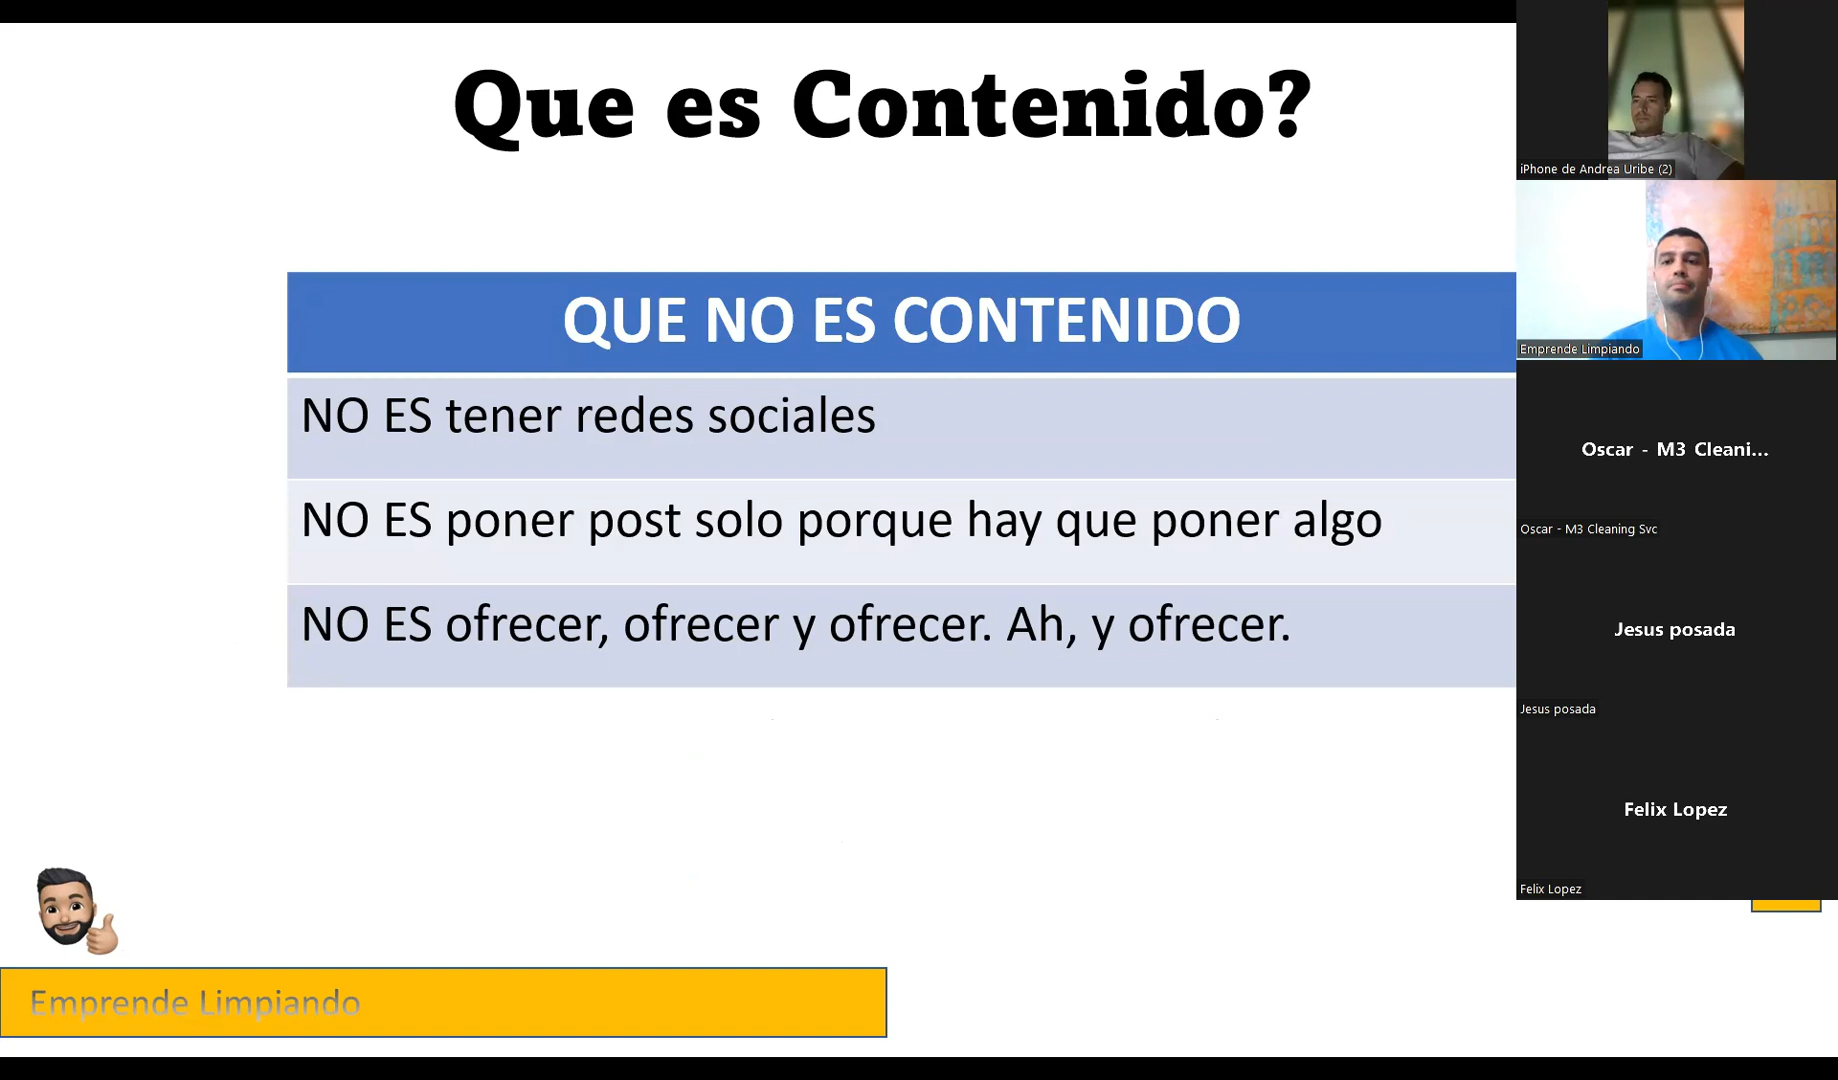 Que es Contenido?
QUE NO ES CONTENIDO
NO ES tener redes sociales
NO ES poner post solo porque hay que poner algo
NO ES ofrecer, ofrecer y ofrecer. Ah, y ofrecer.
Emprende Limpiando
iPhone de Andrea Uribe (2)
Emprende Limpiando
Oscar - M3 Cleani...
Oscar - M3 Cleaning Svc
Jesus posada
Jesus posada
Felix Lopez
Felix Lopez